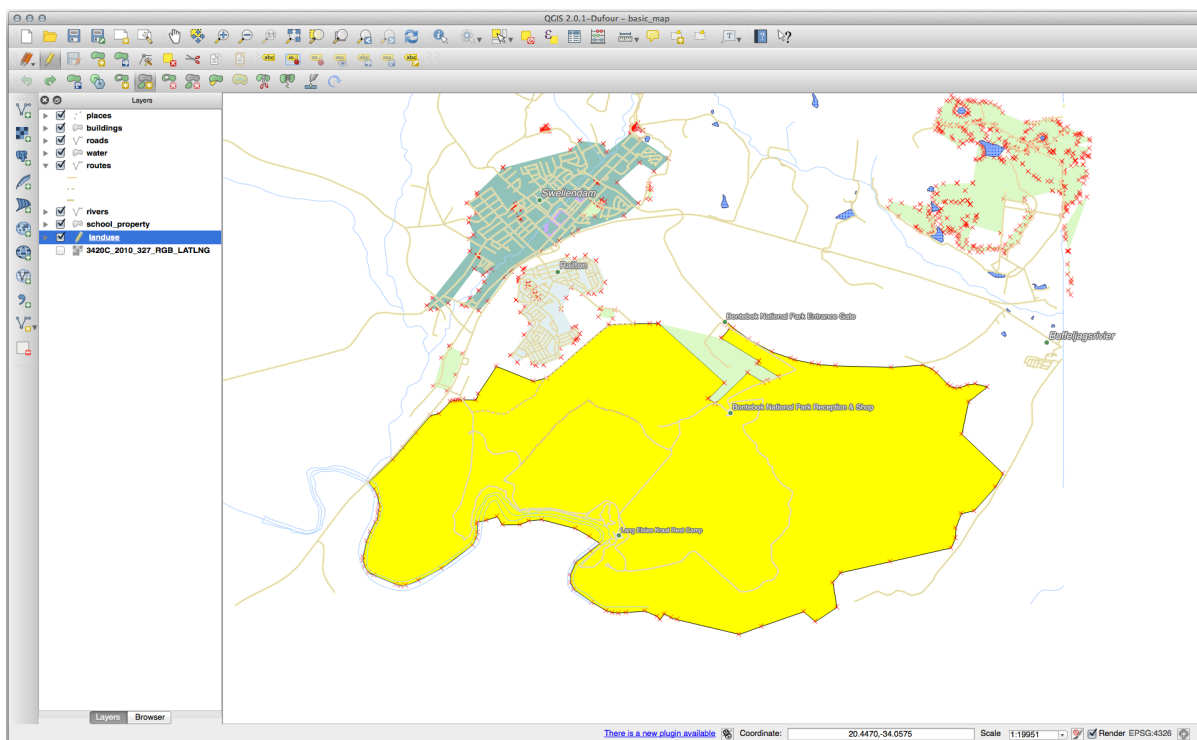 QGIS 2.0.1-Dufour - basic_map
Layers
places
buildings
roads
water
routes
rivers
school_property
landuse
3420C_2010_327_RGB_LATLNG
Swellendam
Railton
Bontebok National Park Entrance Gate
Buffeljagsrivier
Bontebok National Park Reception & Shop
Lang Elsies Kraal Rest Camp
Layers
Browser
There is a new plugin available
Coordinate:
20.4470,-34.0575
Scale
1:19951
Render
EPSG:4326